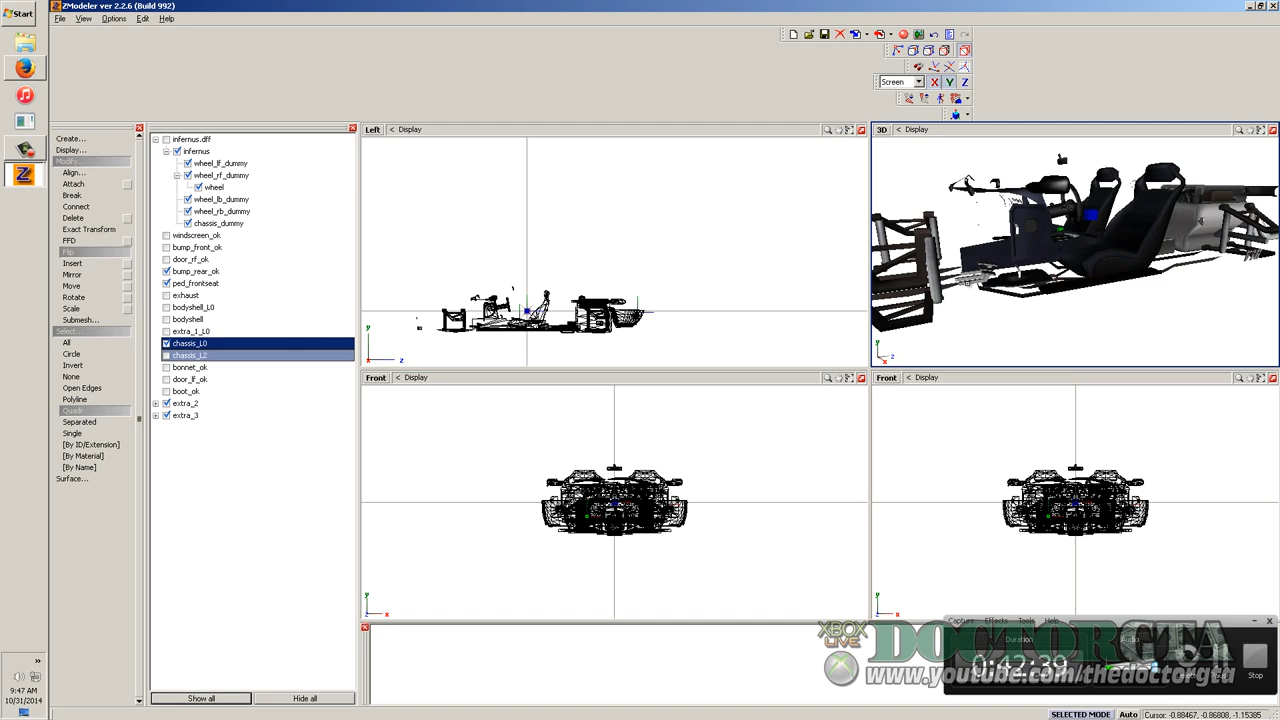 Start
ZModeler ver 2.2.6 (Build 992)
File View Options Edit Help
Screen X Y Z
Create...
Display...
Modify...
Align...
Attach
Break
Connect
Delete
Exact Transform
FFD
Flip
Insert
Mirror
Move
Rotate
Scale
Submesh...
Select...
All
Circle
Invert
None
Open Edges
Polyline
Quadr
Separated
Single
[By ID/Extension]
[By Material]
[By Name]
Surface...
infernus.dff
infernus
wheel_lf_dummy
wheel_rf_dummy
wheel
wheel_lb_dummy
wheel_rb_dummy
chassis_dummy
windscreen_ok
bump_front_ok
door_rf_ok
bump_rear_ok
ped_frontseat
exhaust
bodyshell_L0
bodyshell
extra_1_L0
chassis_L0
chassis_L2
bonnet_ok
door_lf_ok
boot_ok
extra_2
extra_3
Show all Hide all
Left < Display
y
x z
3D < Display
y
z
x
Front < Display
y
z x
Front < Display
y
z x
Capture Effects Tools Help
Duration Audio
0:42:39
Pause Stop
XBOX
LIVE
DOCTORGTA
www.youtube.com/thedoctorgta
»
9:47 AM
10/31/2014
SELECTED MODE Auto Cursor: -0.88467, -0.86808, -1.15385